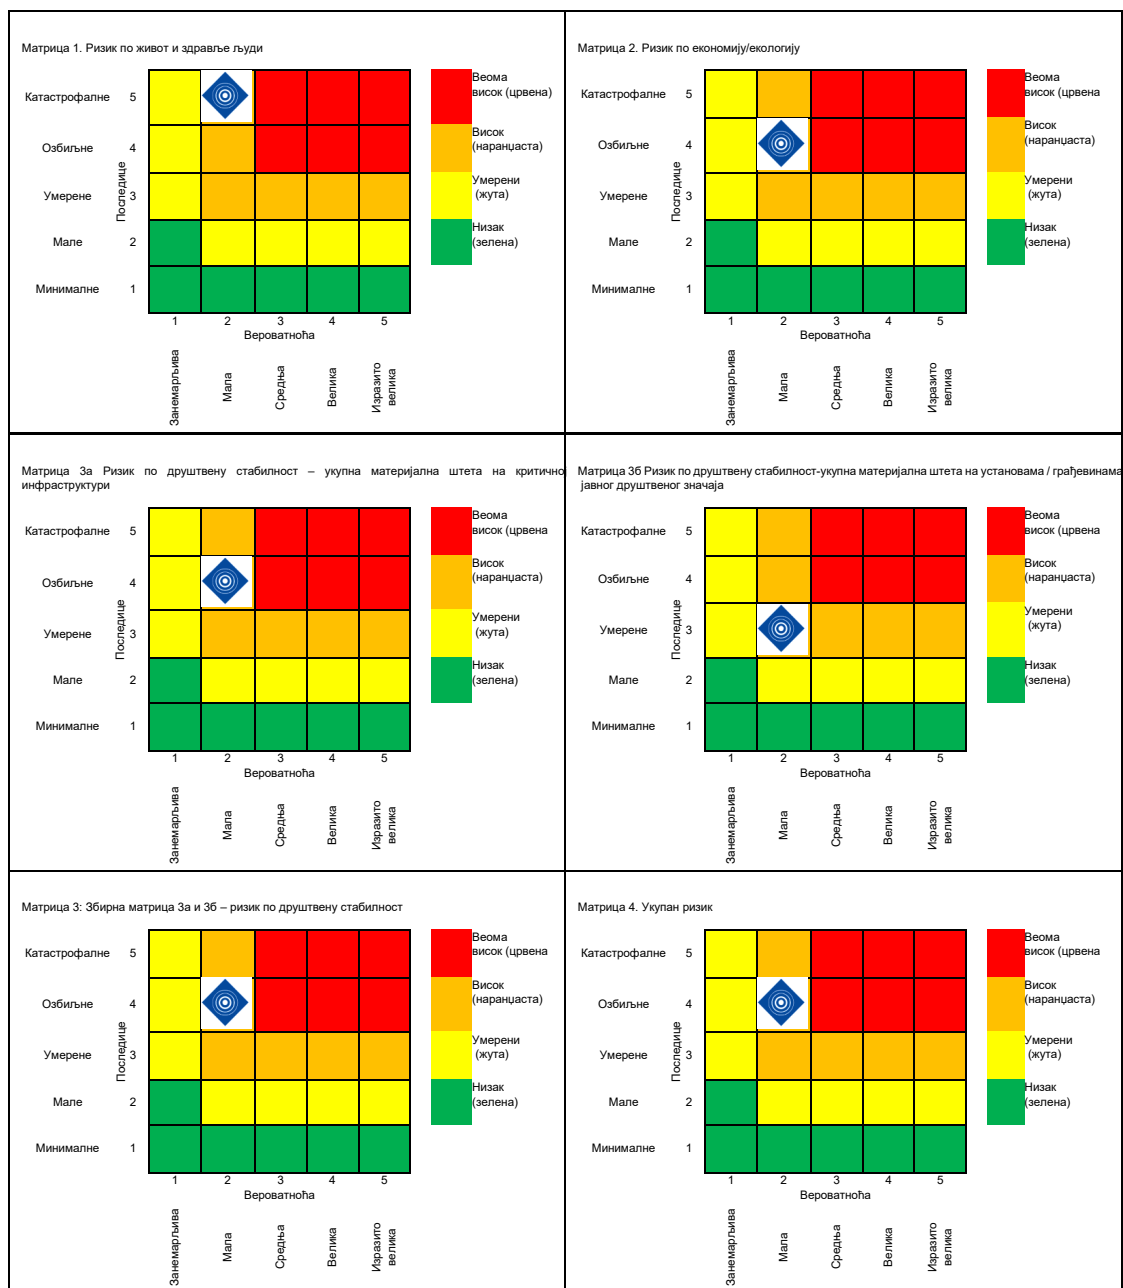 Матрица 1. Ризик по живот и здравље људи
Катастрофалне 5
Озбиљне 4
Умерене 3
Мале 2
Минималне 1
Последице
1 2 3 4 5
Вероватноћа
Занемарљива
Мала
Средња
Велика
Изразито
велика
Веома
висок (црвена)
Висок
(наранџаста)
Умерени
(жута)
Низак
(зелена)
Матрица 2. Ризик по економију/екологију
Катастрофалне 5
Озбиљне 4
Умерене 3
Мале 2
Минималне 1
Последице
1 2 3 4 5
Вероватноћа
Занемарљива
Мала
Средња
Велика
Изразито
велика
Веома
висок (црвена
Висок
(наранџаста)
Умерени
(жута)
Низак
(зелена)
Матрица 3а Ризик по друштвену стабилност – укупна материјална штета на критичној
инфраструктури
Катастрофалне 5
Озбиљне 4
Умерене 3
Мале 2
Минималне 1
Последице
1 2 3 4 5
Вероватноћа
Занемарљива
Мала
Средња
Велика
Изразито
велика
Веома
висок (црвена
Висок
(наранџаста)
Умерени
(жута)
Низак
(зелена)
Матрица 3б Ризик по друштвену стабилност-укупна материјална штета на установама / грађевинама
јавног друштвеног значаја
Катастрофалне 5
Озбиљне 4
Умерене 3
Мале 2
Минималне 1
Последице
1 2 3 4 5
Вероватноћа
Занемарљива
Мала
Средња
Велика
Изразито
велика
Веома
висок (црвена
Висок
(наранџаста)
Умерени
(жута)
Низак
(зелена)
Матрица 3: Збирна матрица 3а и 3б – ризик по друштвену стабилност
Катастрофалне 5
Озбиљне 4
Умерене 3
Мале 2
Минималне 1
Последице
1 2 3 4 5
Вероватноћа
Занемарљива
Мала
Средња
Велика
Изразито
велика
Веома
висок (црвена
Висок
(наранџаста)
Умерени
(жута)
Низак
(зелена)
Матрица 4. Укупан ризик
Катастрофалне 5
Озбиљне 4
Умерене 3
Мале 2
Минималне 1
Последице
1 2 3 4 5
Вероватноћа
Занемарљива
Мала
Средња
Велика
Изразито
велика
Веома
висок (црвена
Висок
(наранџаста)
Умерени
(жута)
Низак
(зелена)